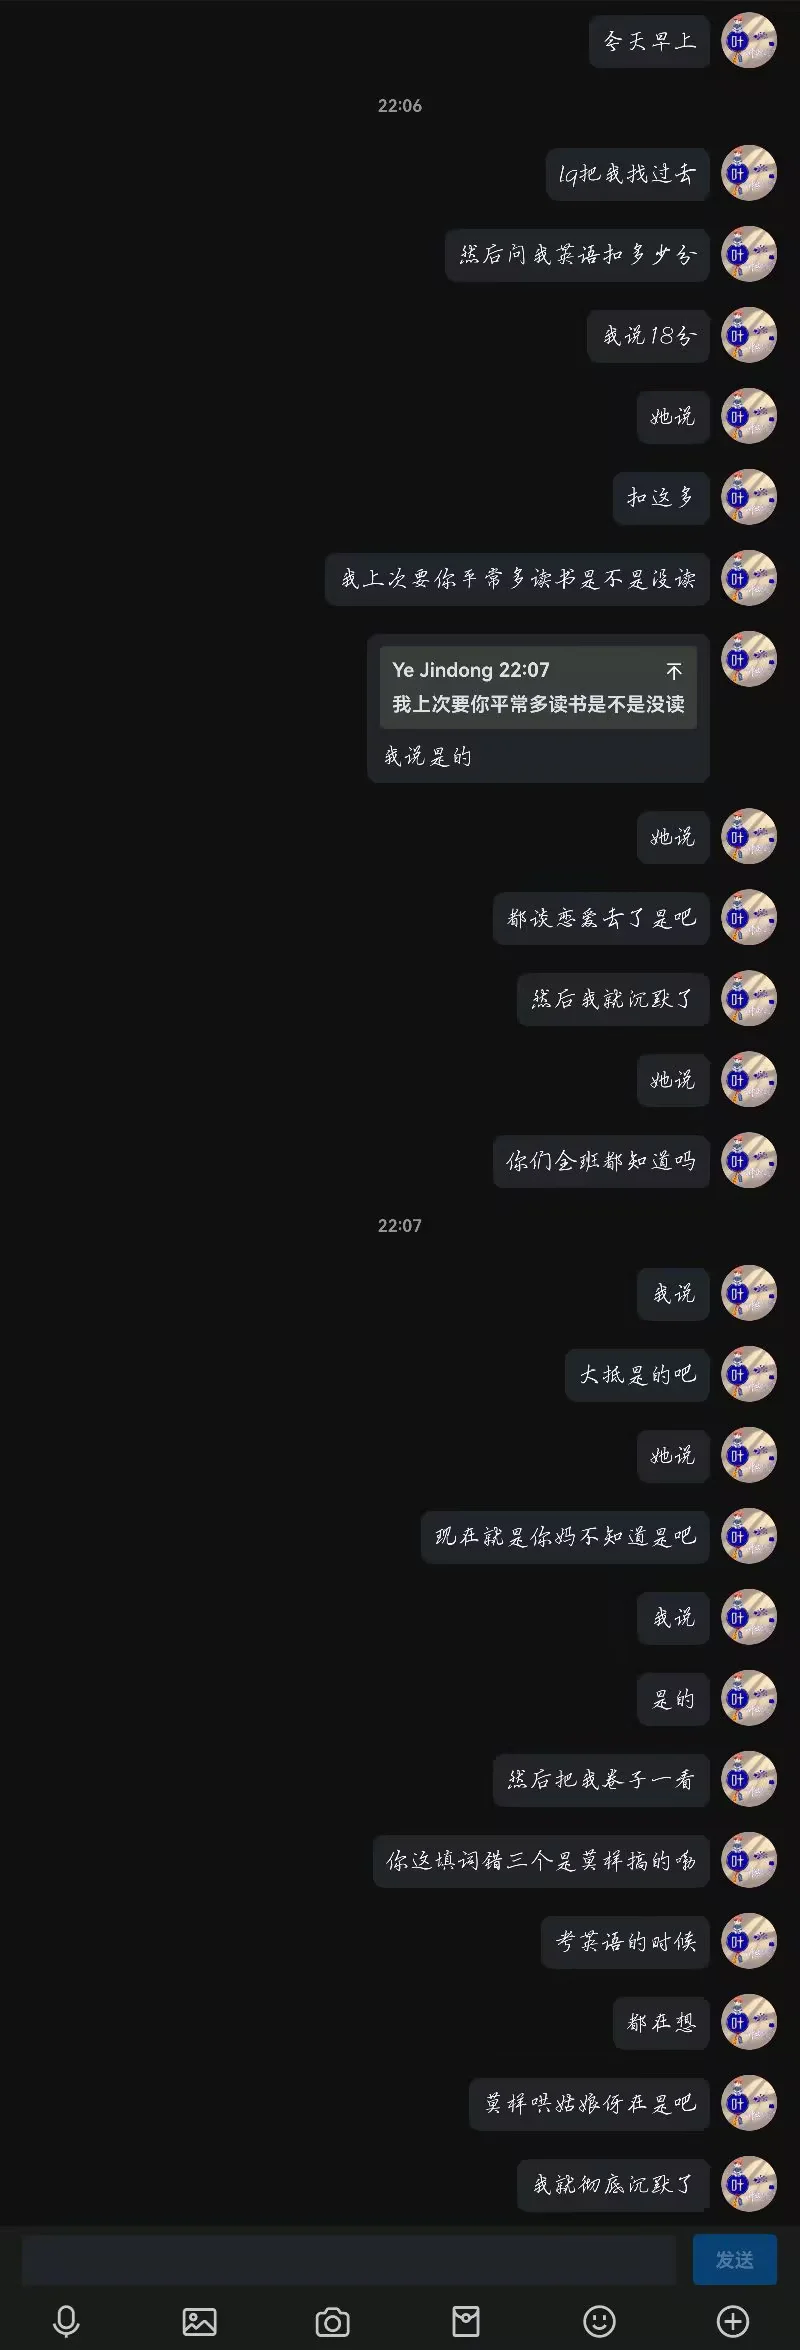 今天早上
22:06
lq把我找过去
然后问我英语扣多少分
我说18分
她说
扣这多
我上次要你平常多读书是不是没读
Ye Jindong 22:07
我上次要你平常多读书是不是没读
我说是的
她说
都谈恋爱去了是吧
然后我就沉默了
她说
你们全班都知道吗
22:07
我说
大抵是的吧
她说
现在就是你妈不知道是吧
我说
是的
然后把我卷子一看
你这填词错三个是莫样搞的嘞
考英语的时候
都在想
莫样哄姑娘伢在是吧
我就彻底沉默了
发送